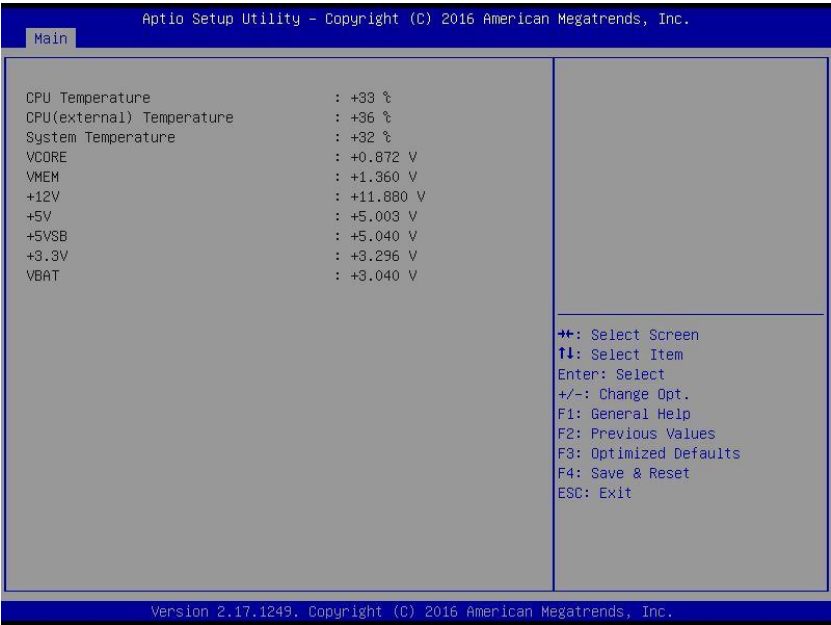 Aptio Setup Utility – Copyright (C) 2016 American Megatrends, Inc.
Main
CPU Temperature : +33 ℃
CPU(external) Temperature : +36 ℃
System Temperature : +32 ℃
VCORE : +0.872 V
VMEM : +1.360 V
+12V : +11.880 V
+5V : +5.003 V
+5VSB : +5.040 V
+3.3V : +3.296 V
VBAT : +3.040 V
→←: Select Screen
↑↓: Select Item
Enter: Select
+/-: Change Opt.
F1: General Help
F2: Previous Values
F3: Optimized Defaults
F4: Save & Reset
ESC: Exit
Version 2.17.1249. Copyright (C) 2016 American Megatrends, Inc.